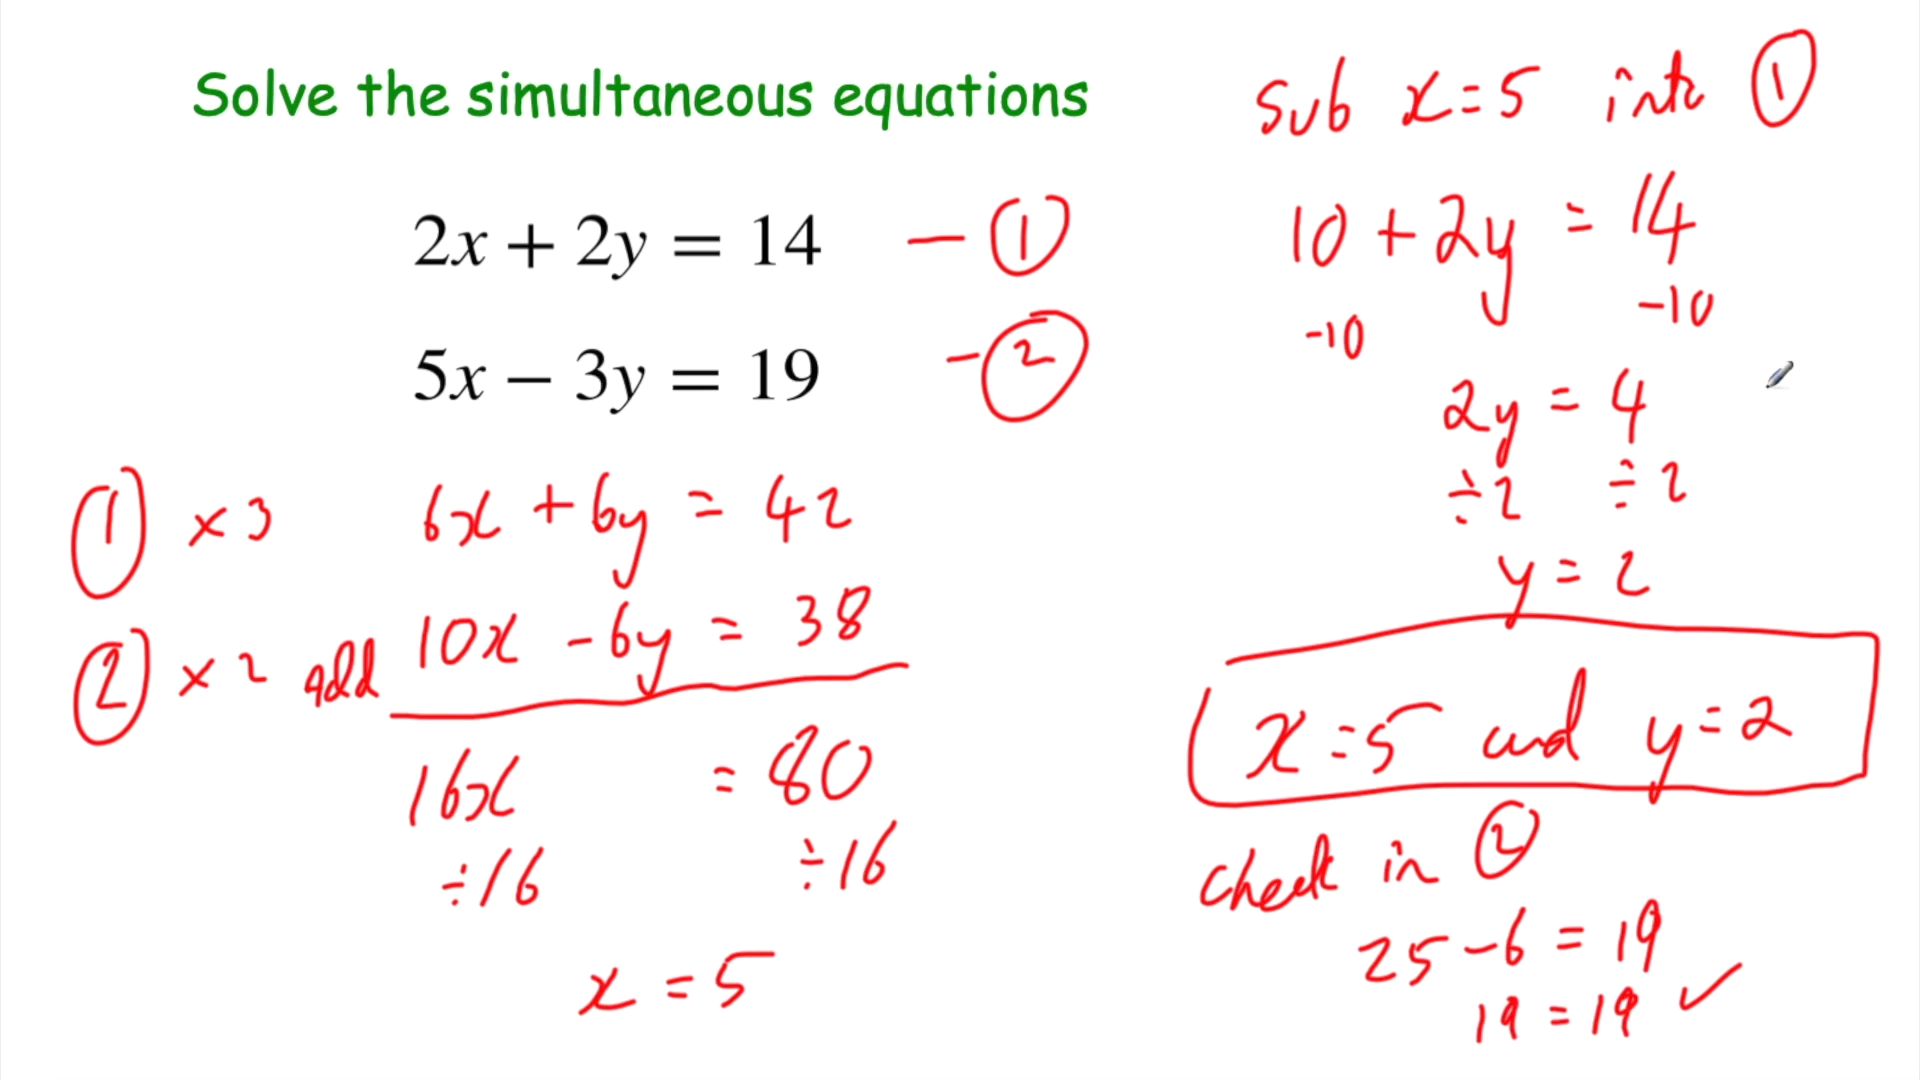 Solve the simultaneous equations
2x + 2y = 14 – ①
5x − 3y = 19 – ②
① × 3 6x + 6y = 42
② × 2 add 10x - 6y = 38
16x = 80
÷16 ÷16
x = 5
Sub x = 5 into ①
10 + 2y = 14
-10 -10
2y = 4
÷2 ÷2
y = 2
x = 5 and y = 2
Check in ②
25 - 6 = 19
19 = 19 ✓